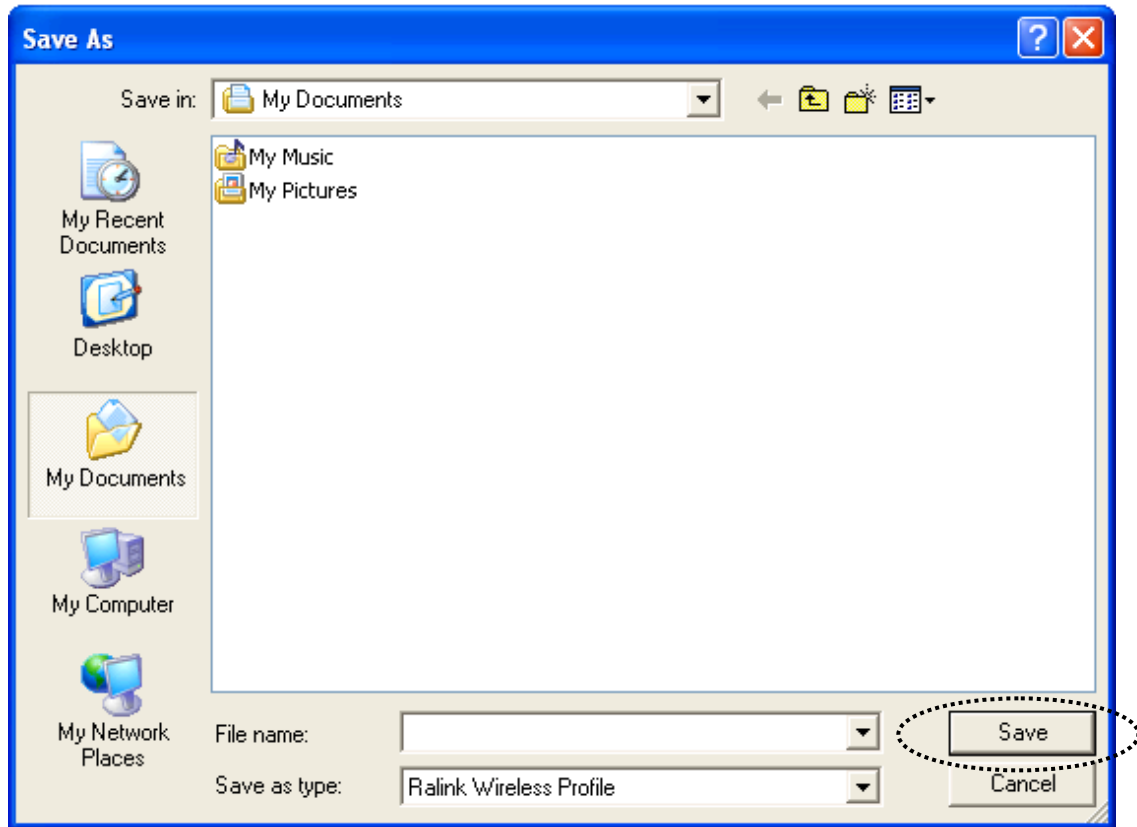 Save As
Save in:
My Documents
My Recent
Documents
Desktop
My Documents
My Computer
My Network
Places
My Music
My Pictures
File name:
Save
Save as type:
Ralink Wireless Profile
Cancel